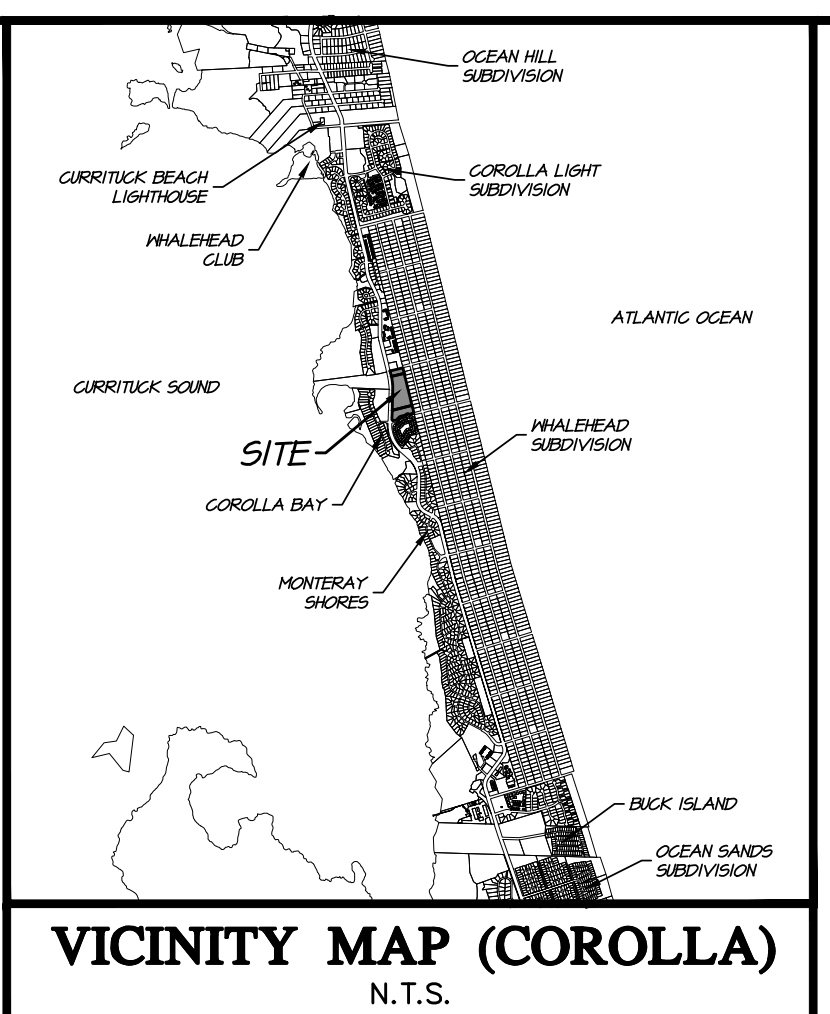 OCEAN HILL
SUBDIVISION
CURRITUCK BEACH
LIGHTHOUSE
COROLLA LIGHT
SUBDIVISION
WHALEHEAD
CLUB
ATLANTIC OCEAN
CURRITUCK SOUND
WHALEHEAD
SUBDIVISION
SITE
COROLLA BAY
MONTERAY
SHORES
BUCK ISLAND
OCEAN SANDS
SUBDIVISION
VICINITY MAP (COROLLA)
N.T.S.